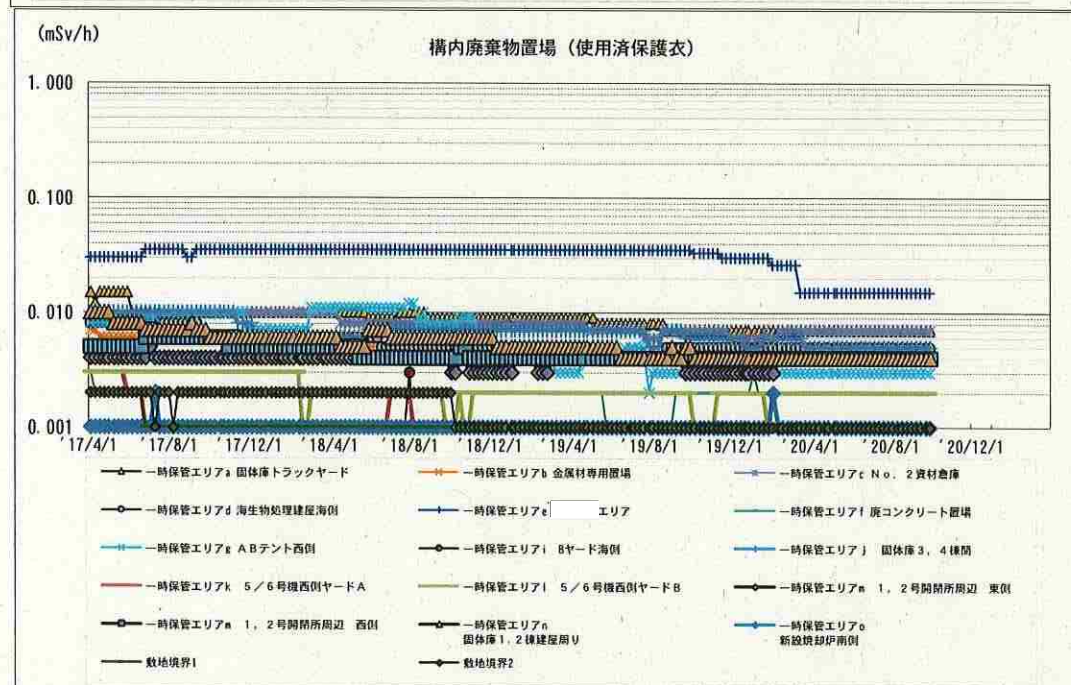 (mSv/h)
構内廃棄物置場（使用済保護衣）
1.000
0.100
0.010
0.001
17/4/1 17/8/1 17/12/1 18/4/1 18/8/1 18/12/1 19/4/1 19/8/1 19/12/1 20/4/1 20/8/1 20/12/1
一時保管エリアa 固体庫トラックヤード
一時保管エリアb 金属材専用置場
一時保管エリアc No．2資材倉庫
一時保管エリアd 海生物処理建屋海側
一時保管エリアe エリア
一時保管エリアf 廃コンクリート置場
一時保管エリアg ABテント西側
一時保管エリアi Bヤード海側
一時保管エリアj 固体庫3，4棟間
一時保管エリアk 5／6号機西側ヤードA
一時保管エリアl 5／6号機西側ヤードB
一時保管エリアm 1，2号開閉所周辺 東側
一時保管エリアm 1，2号開閉所周辺 西側
一時保管エリアn
固体庫1，2棟建屋周り
一時保管エリアo
新設焼却炉南側
敷地境界1
敷地境界2